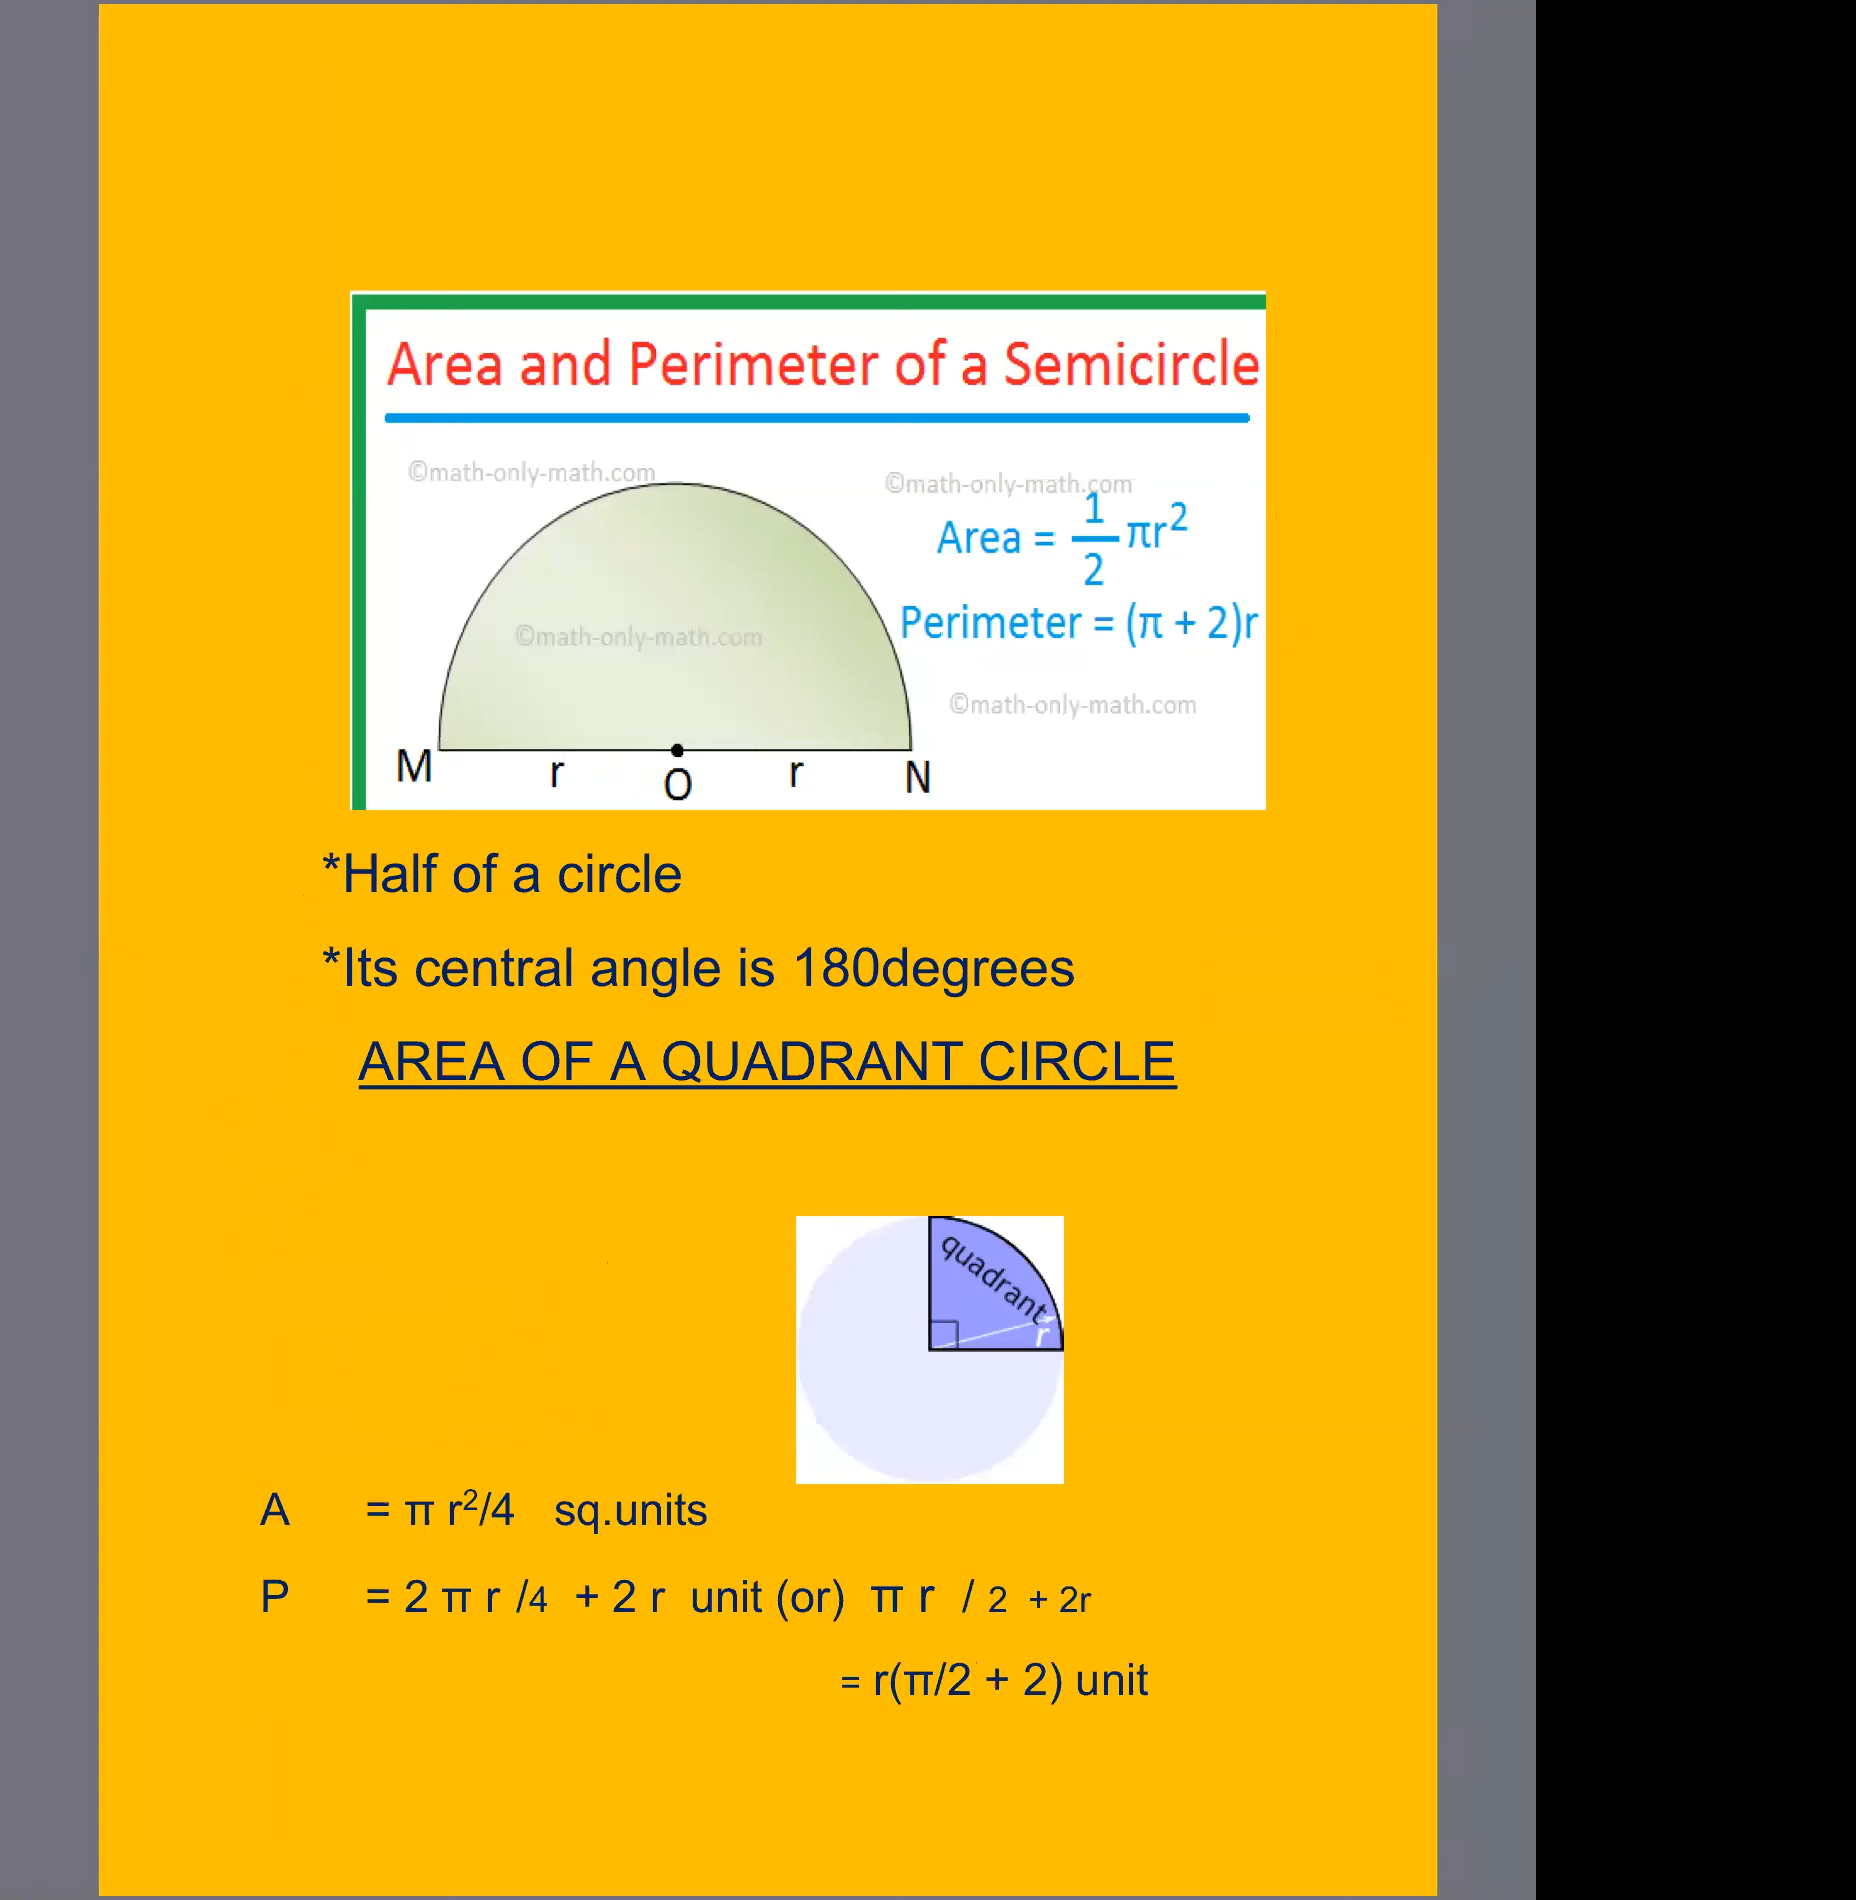 Area and Perimeter of a Semicircle
©math-only-math.com
©math-only-math.com
Area = 1/2 πr²
Perimeter = (π + 2)r
©math-only-math.com
©math-only-math.com
M r O r N
*Half of a circle
*Its central angle is 180degrees
AREA OF A QUADRANT CIRCLE
quadrant
r
A = π r²/4 sq.units
P = 2 π r /4 + 2 r unit (or) π r / 2 + 2r
= r(π/2 + 2) unit